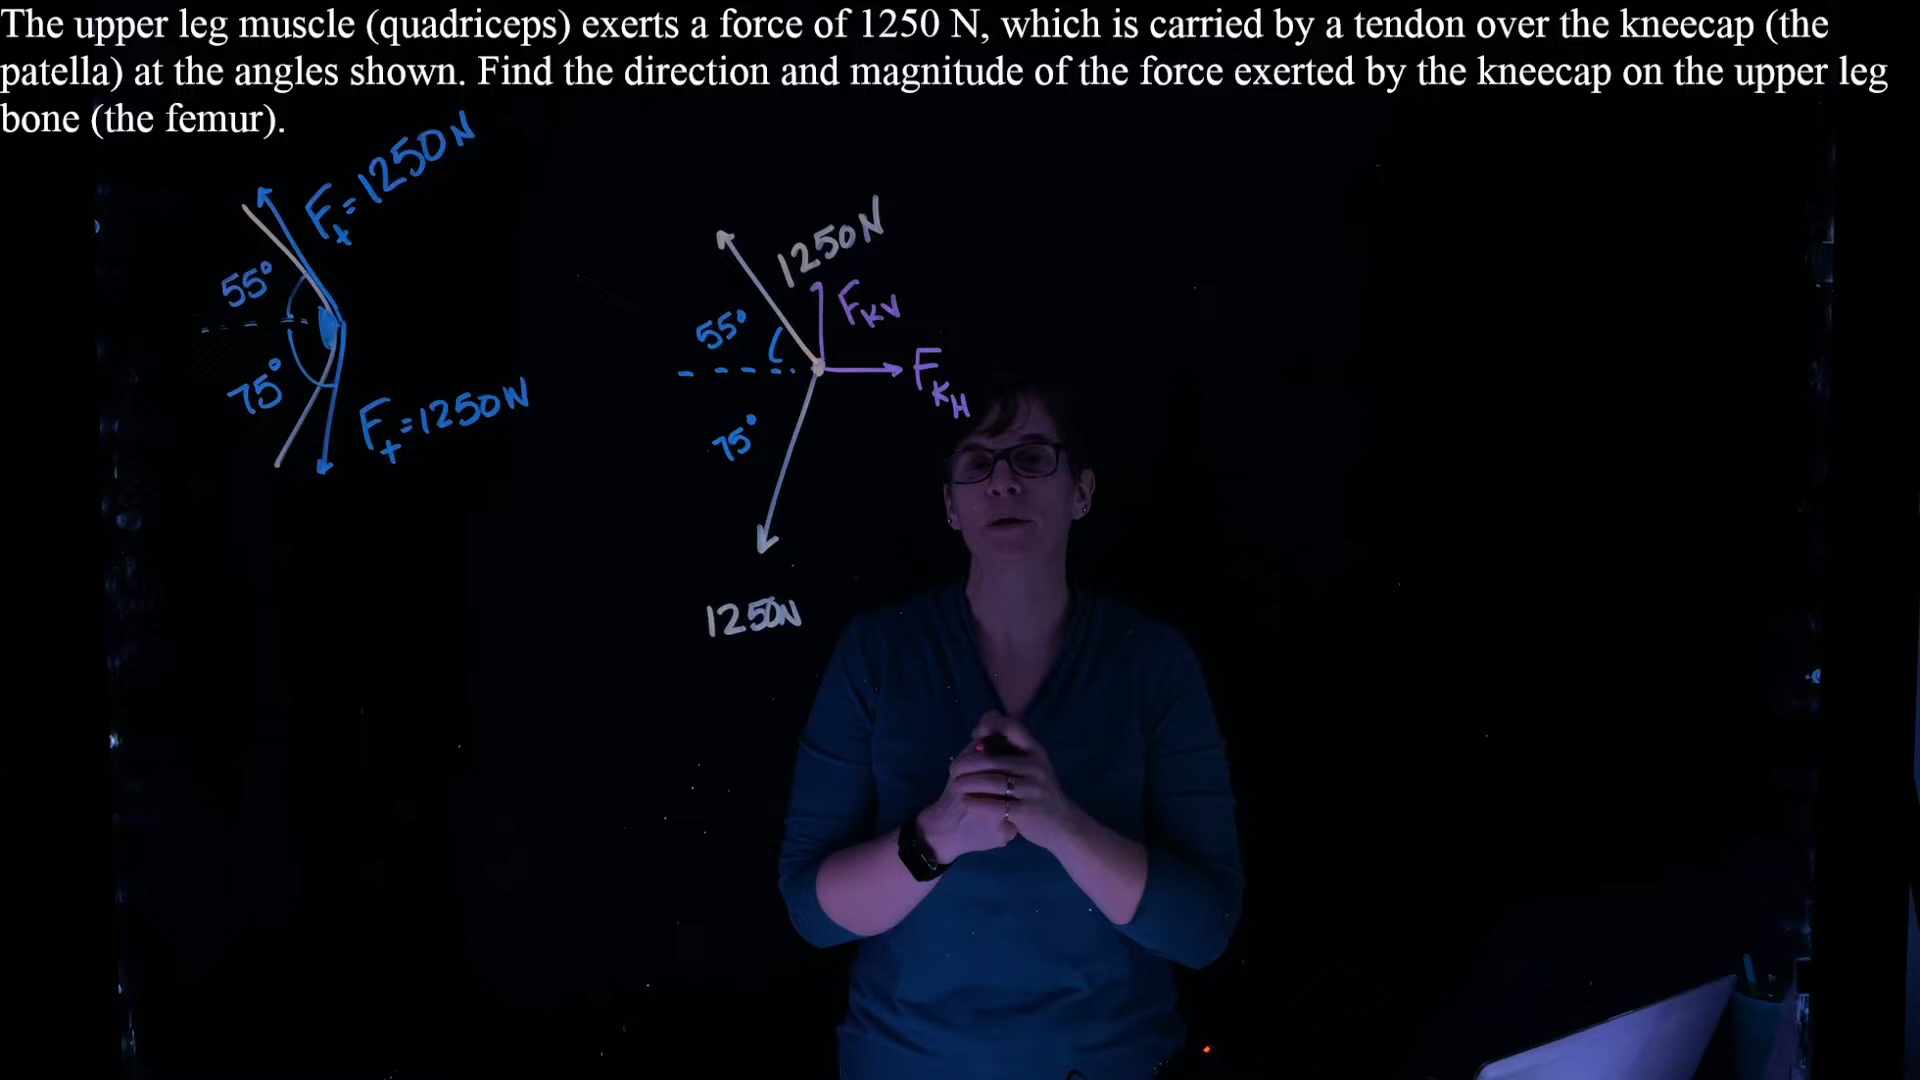 The upper leg muscle (quadriceps) exerts a force of 1250 N, which is carried by a tendon over the kneecap (the
patella) at the angles shown. Find the direction and magnitude of the force exerted by the kneecap on the upper leg
bone (the femur).
F+=1250N
55°
75°
F+=1250N
1250N
55°
FKV
FKH
75°
1250N